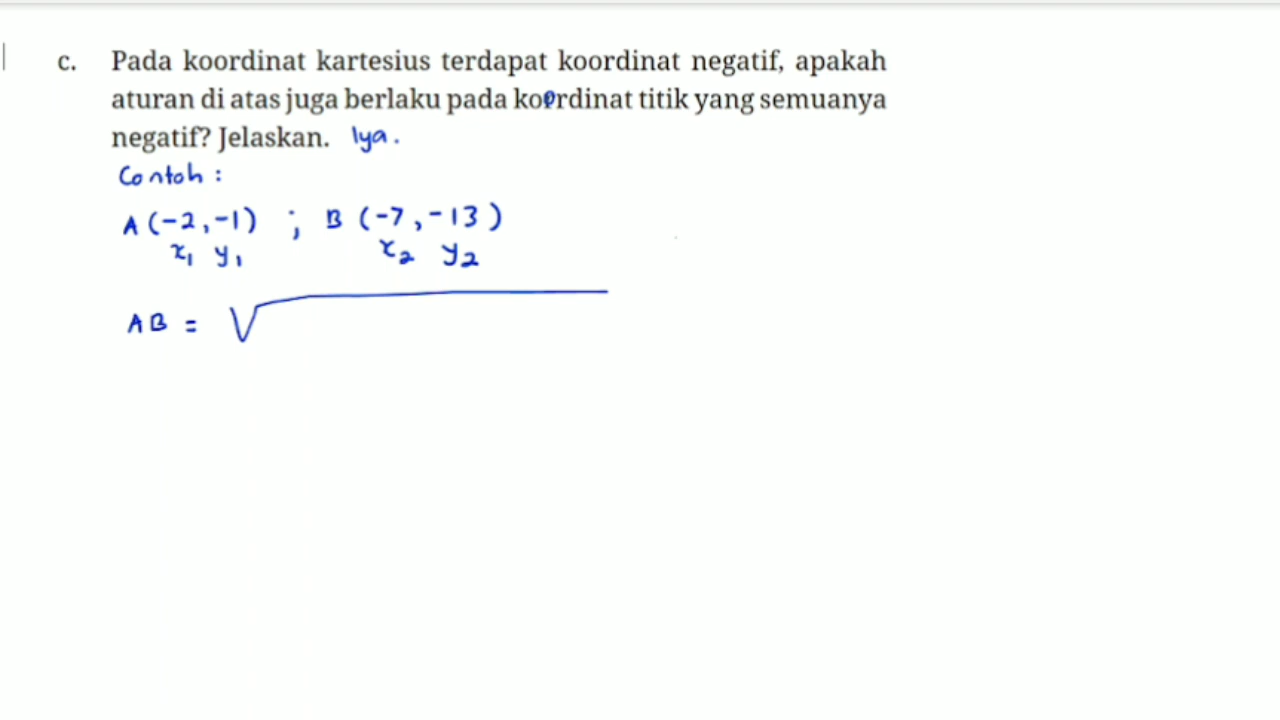 c. Pada koordinat kartesius terdapat koordinat negatif, apakah
aturan di atas juga berlaku pada koordinat titik yang semuanya
negatif? Jelaskan. Iya.
Contoh :
A (-2,-1) ; B (-7,-13)
x₁ y₁ x₂ y₂
AB = √